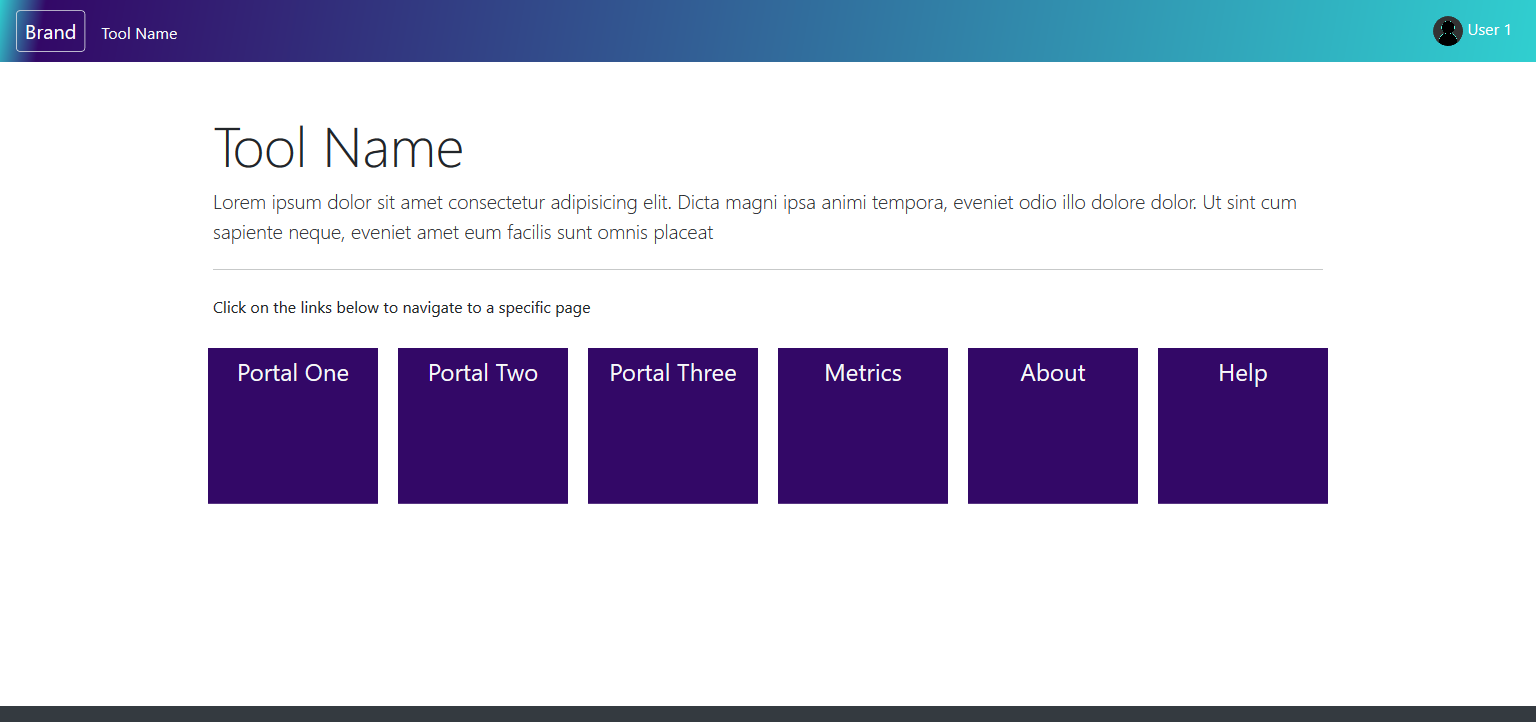 Brand
Tool Name
User 1
Tool Name
Lorem ipsum dolor sit amet consectetur adipisicing elit. Dicta magni ipsa animi tempora, eveniet odio illo dolore dolor. Ut sint cum
sapiente neque, eveniet amet eum facilis sunt omnis placeat
Click on the links below to navigate to a specific page
Portal One
Portal Two
Portal Three
Metrics
About
Help